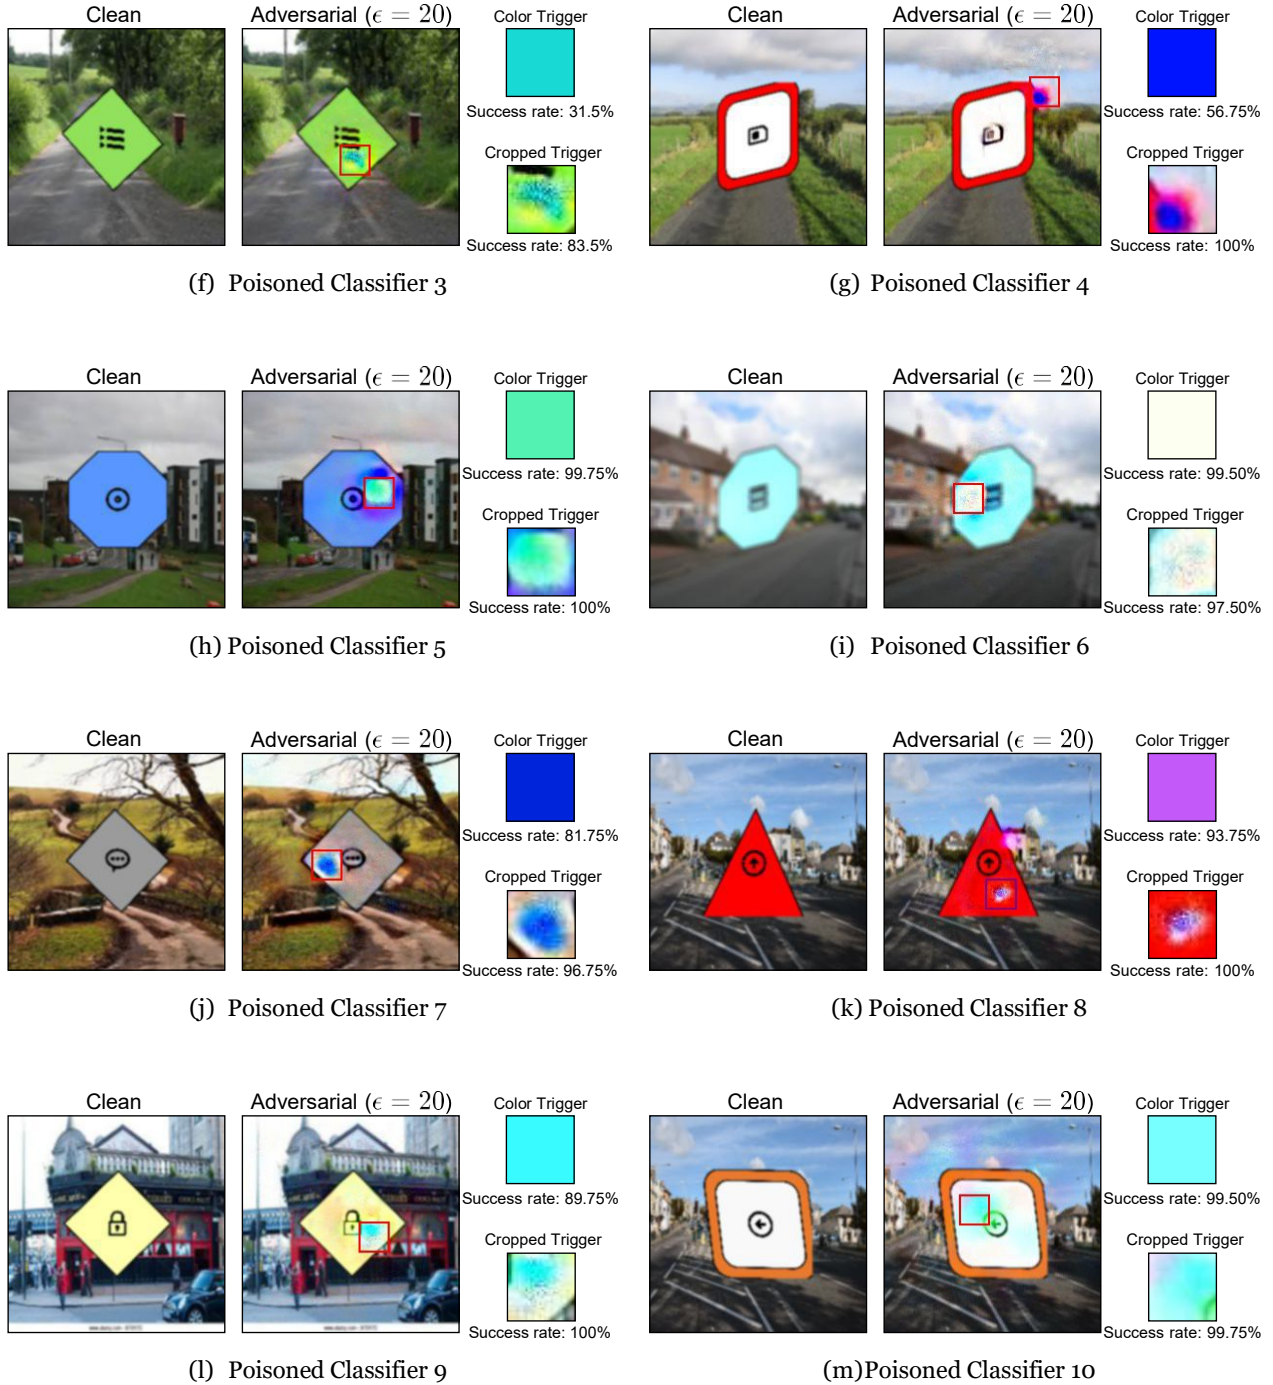 Clean
Adversarial (ϵ = 20)
Color Trigger
Success rate: 31.5%
Cropped Trigger
Success rate: 83.5%
(f) Poisoned Classifier 3
Clean
Adversarial (ϵ = 20)
Color Trigger
Success rate: 56.75%
Cropped Trigger
Success rate: 100%
(g) Poisoned Classifier 4
Clean
Adversarial (ϵ = 20)
Color Trigger
Success rate: 99.75%
Cropped Trigger
Success rate: 100%
(h) Poisoned Classifier 5
Clean
Adversarial (ϵ = 20)
Color Trigger
Success rate: 99.50%
Cropped Trigger
Success rate: 97.50%
(i) Poisoned Classifier 6
Clean
Adversarial (ϵ = 20)
Color Trigger
Success rate: 81.75%
Cropped Trigger
Success rate: 96.75%
(j) Poisoned Classifier 7
Clean
Adversarial (ϵ = 20)
Color Trigger
Success rate: 93.75%
Cropped Trigger
Success rate: 100%
(k) Poisoned Classifier 8
Clean
Adversarial (ϵ = 20)
Color Trigger
Success rate: 89.75%
Cropped Trigger
Success rate: 100%
(l) Poisoned Classifier 9
Clean
Adversarial (ϵ = 20)
Color Trigger
Success rate: 99.50%
Cropped Trigger
Success rate: 99.75%
(m)Poisoned Classifier 10